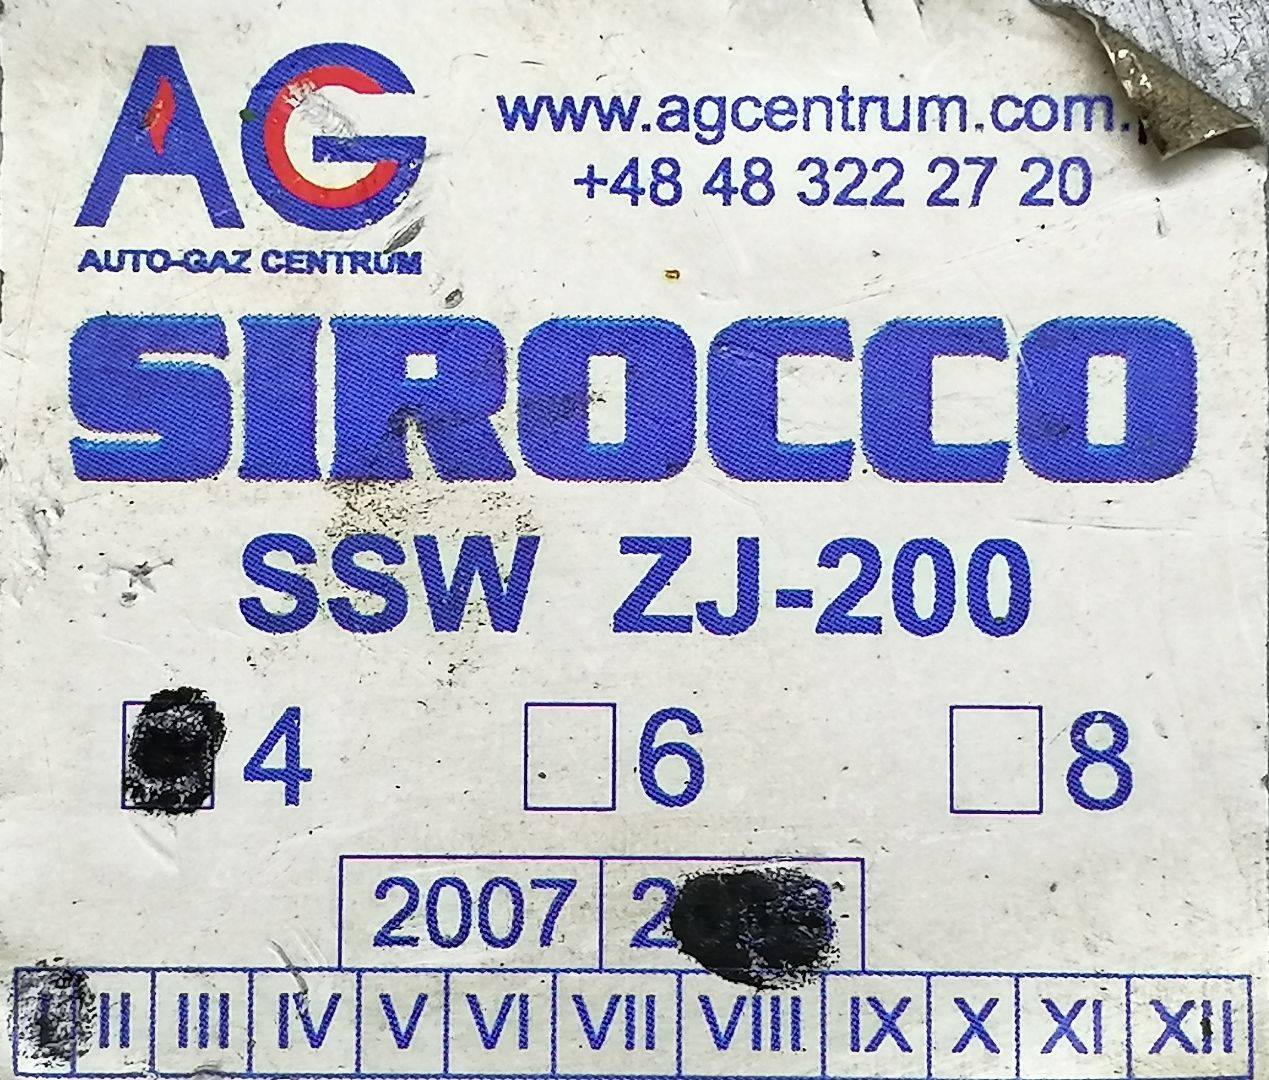 AG
www.agcentrum.com.
+48 48 322 27 20
AUTO-GAZ CENTRUM
SIROCCO
SSW ZJ-200
4 6 8
2007
I II III IV V VI VII VIII IX X XI XII